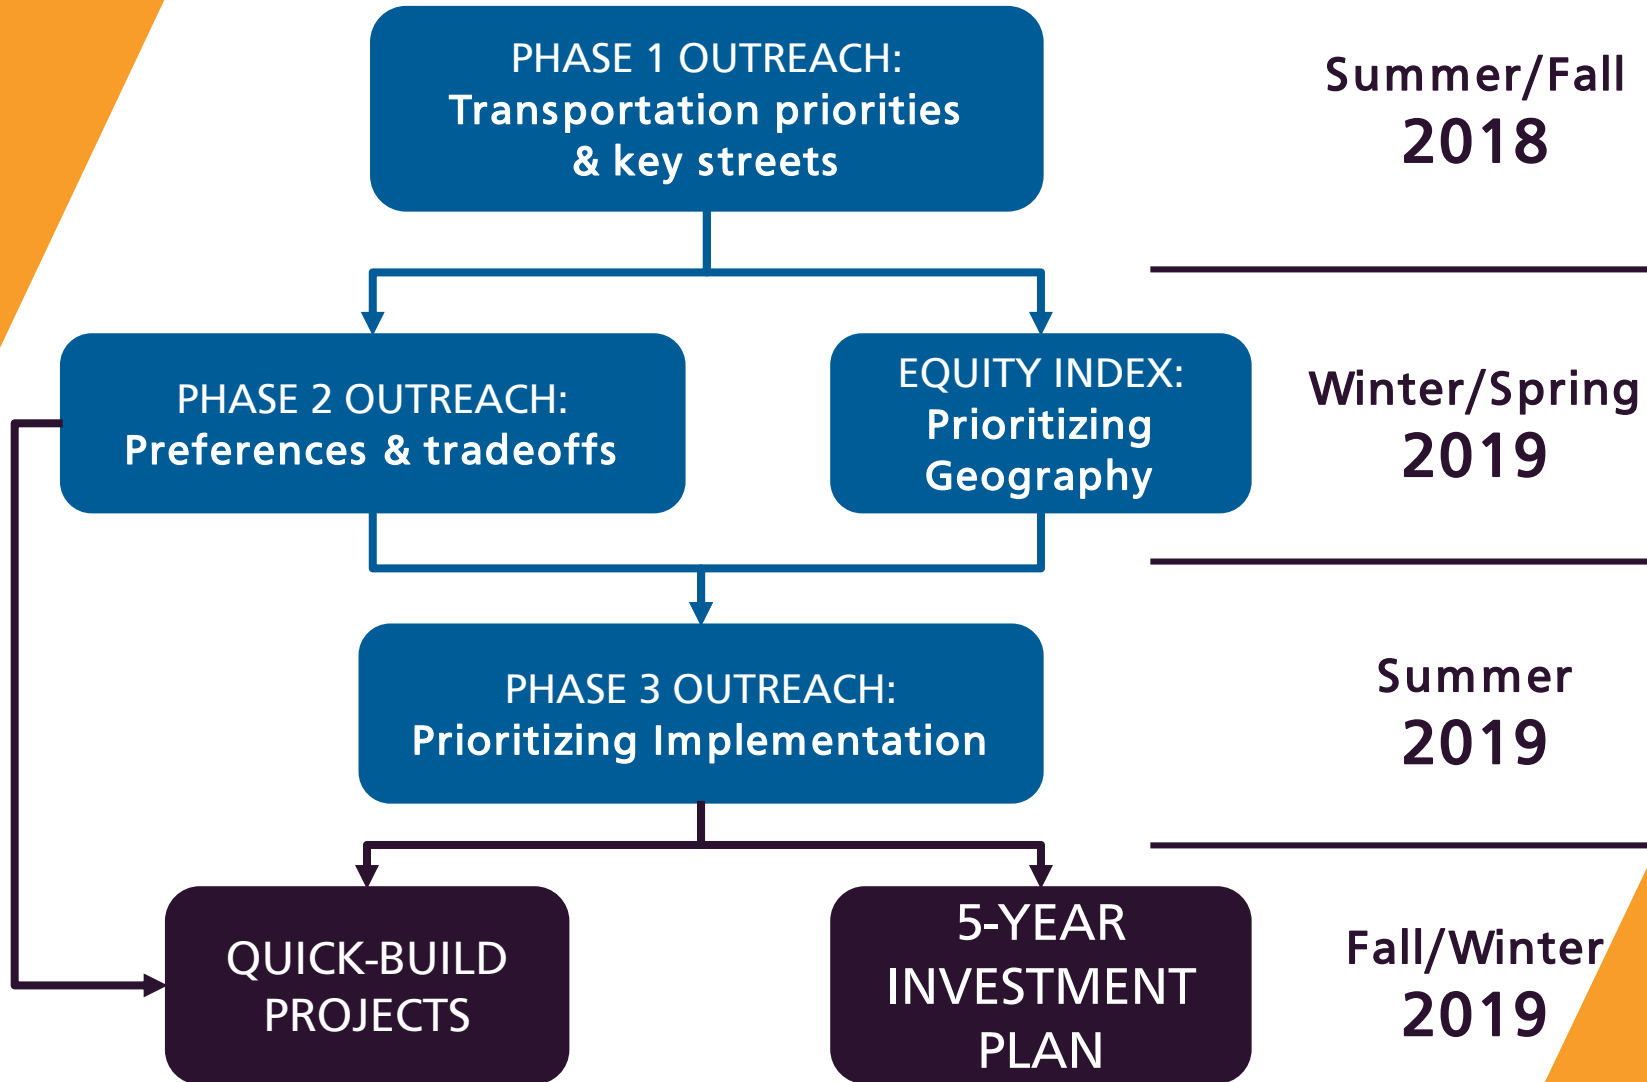 PHASE 1 OUTREACH:
Transportation priorities
& key streets
Summer/Fall
2018
PHASE 2 OUTREACH:
Preferences & tradeoffs
EQUITY INDEX:
Prioritizing
Geography
Winter/Spring
2019
PHASE 3 OUTREACH:
Prioritizing Implementation
Summer
2019
QUICK-BUILD
PROJECTS
5-YEAR
INVESTMENT
PLAN
Fall/Winter
2019